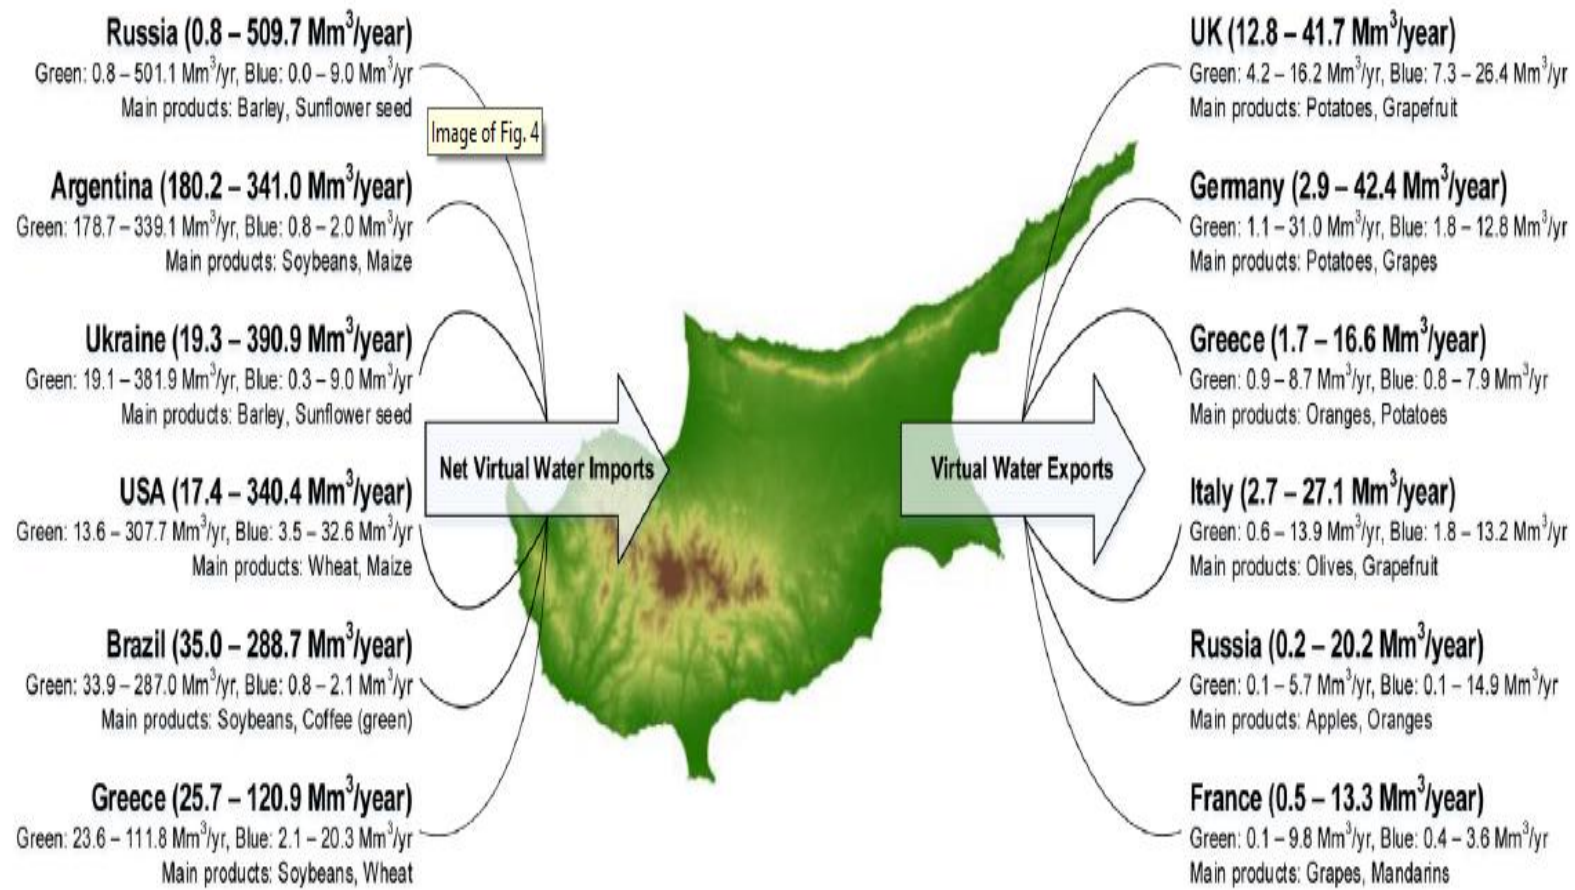 Russia (0.8 – 509.7 Mm³/year)
Green: 0.8 – 501.1 Mm³/yr, Blue: 0.0 – 9.0 Mm³/yr
Main products: Barley, Sunflower seed
Image of Fig. 4
Argentina (180.2 – 341.0 Mm³/year)
Green: 178.7 – 339.1 Mm³/yr, Blue: 0.8 – 2.0 Mm³/yr
Main products: Soybeans, Maize
Ukraine (19.3 – 390.9 Mm³/year)
Green: 19.1 – 381.9 Mm³/yr, Blue: 0.3 – 9.0 Mm³/yr
Main products: Barley, Sunflower seed
USA (17.4 – 340.4 Mm³/year)
Green: 13.6 – 307.7 Mm³/yr, Blue: 3.5 – 32.6 Mm³/yr
Main products: Wheat, Maize
Brazil (35.0 – 288.7 Mm³/year)
Green: 33.9 – 287.0 Mm³/yr, Blue: 0.8 – 2.1 Mm³/yr
Main products: Soybeans, Coffee (green)
Greece (25.7 – 120.9 Mm³/year)
Green: 23.6 – 111.8 Mm³/yr, Blue: 2.1 – 20.3 Mm³/yr
Main products: Soybeans, Wheat
Net Virtual Water Imports
Virtual Water Exports
UK (12.8 – 41.7 Mm³/year)
Green: 4.2 – 16.2 Mm³/yr, Blue: 7.3 – 26.4 Mm³/yr
Main products: Potatoes, Grapefruit
Germany (2.9 – 42.4 Mm³/year)
Green: 1.1 – 31.0 Mm³/yr, Blue: 1.8 – 12.8 Mm³/yr
Main products: Potatoes, Grapes
Greece (1.7 – 16.6 Mm³/year)
Green: 0.9 – 8.7 Mm³/yr, Blue: 0.8 – 7.9 Mm³/yr
Main products: Oranges, Potatoes
Italy (2.7 – 27.1 Mm³/year)
Green: 0.6 – 13.9 Mm³/yr, Blue: 1.8 – 13.2 Mm³/yr
Main products: Olives, Grapefruit
Russia (0.2 – 20.2 Mm³/year)
Green: 0.1 – 5.7 Mm³/yr, Blue: 0.1 – 14.9 Mm³/yr
Main products: Apples, Oranges
France (0.5 – 13.3 Mm³/year)
Green: 0.1 – 9.8 Mm³/yr, Blue: 0.4 – 3.6 Mm³/yr
Main products: Grapes, Mandarins